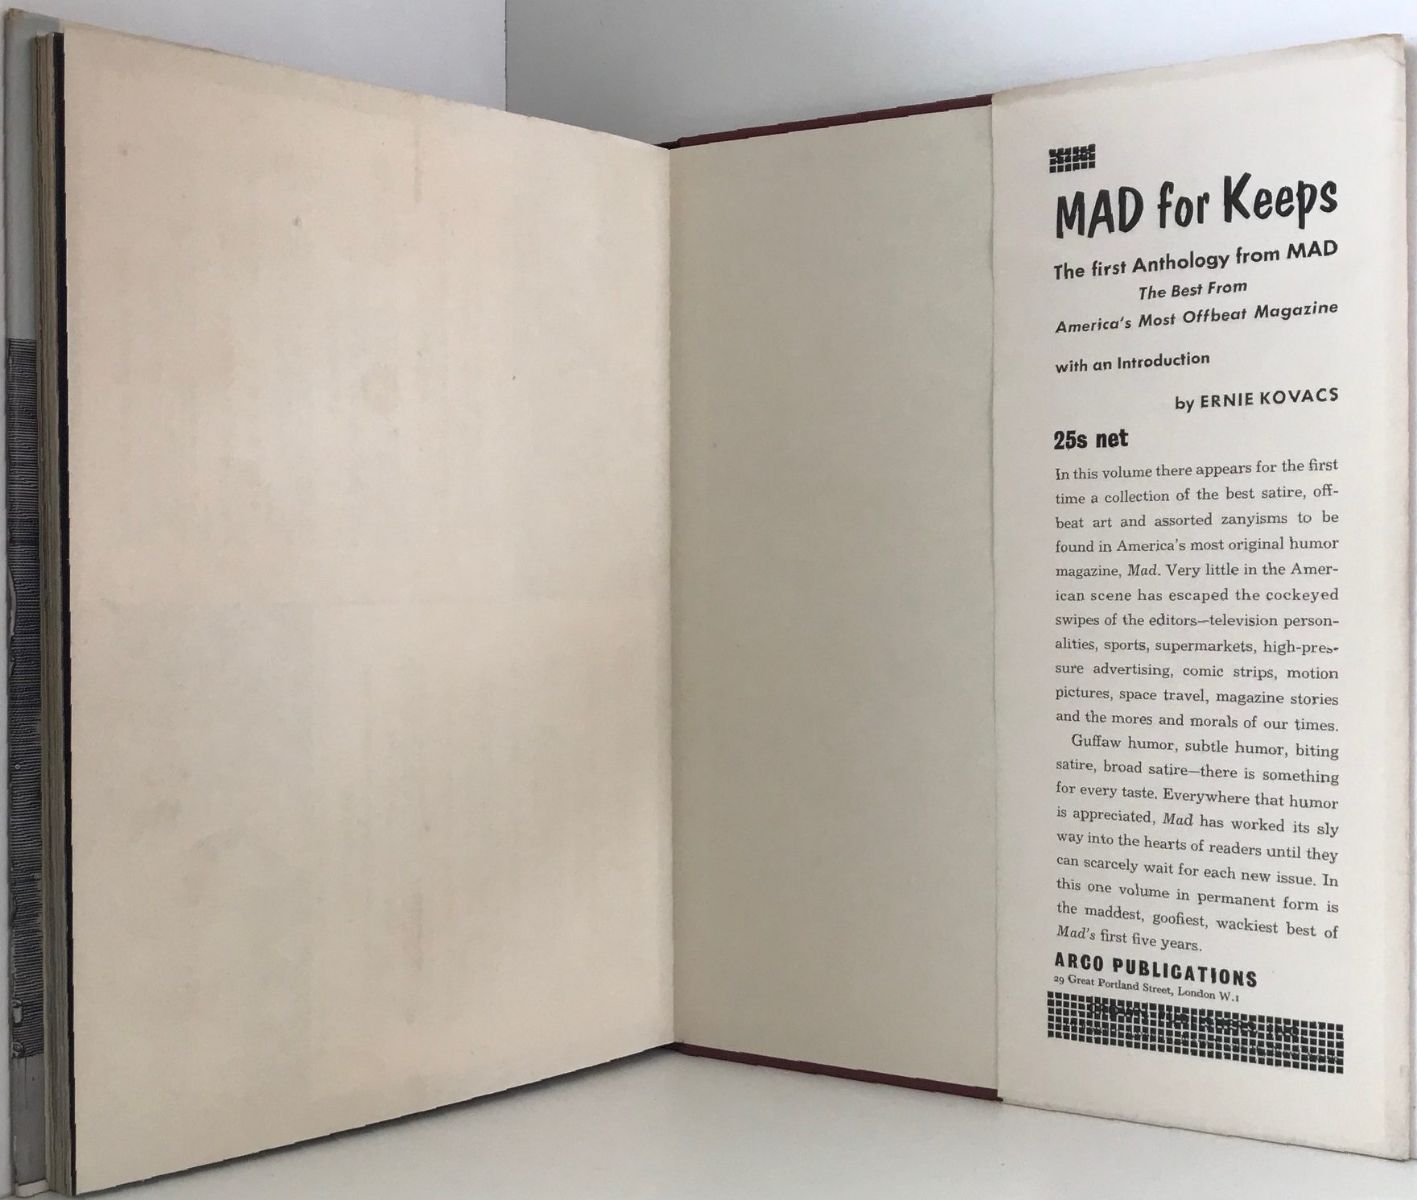 MAD for Keeps
The first Anthology from MAD
The Best From
America's Most Offbeat Magazine
with an Introduction
by ERNIE KOVACS
25s net
In this volume there appears for the first
time a collection of the best satire, off-
beat art and assorted zanyisms to be
found in America's most original humor
magazine, Mad. Very little in the Amer-
ican scene has escaped the cockeyed
swipes of the editors—television person-
alities, sports, supermarkets, high-pres-
sure advertising, comic strips, motion
pictures, space travel, magazine stories
and the mores and morals of our times.
Guffaw humor, subtle humor, biting
satire, broad satire—there is something
for every taste. Everywhere that humor
is appreciated, Mad has worked its sly
way into the hearts of readers until they
can scarcely wait for each new issue. In
this one volume in permanent form is
the maddest, goofiest, wackiest best of
Mad's first five years.
ARCO PUBLICATIONS
29 Great Portland Street, London W.1